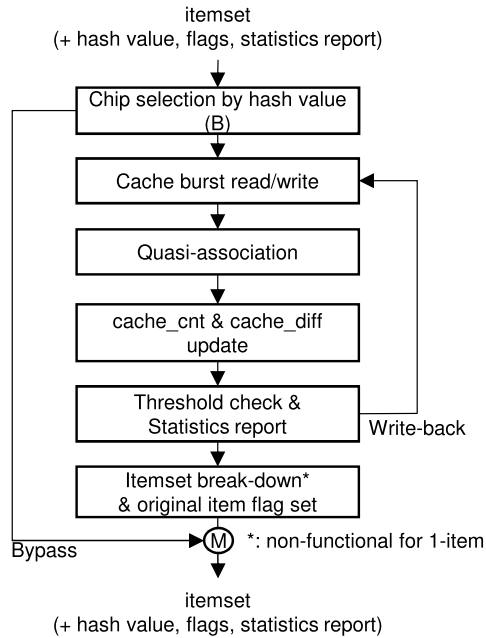 itemset
(+ hash value, flags, statistics report)
Chip selection by hash value
(B)
Cache burst read/write
Quasi-association
cache_cnt & cache_diff
update
Threshold check &
Statistics report
Write-back
Itemset break-down*
& original item flag set
Bypass
M
*: non-functional for 1-item
itemset
(+ hash value, flags, statistics report)